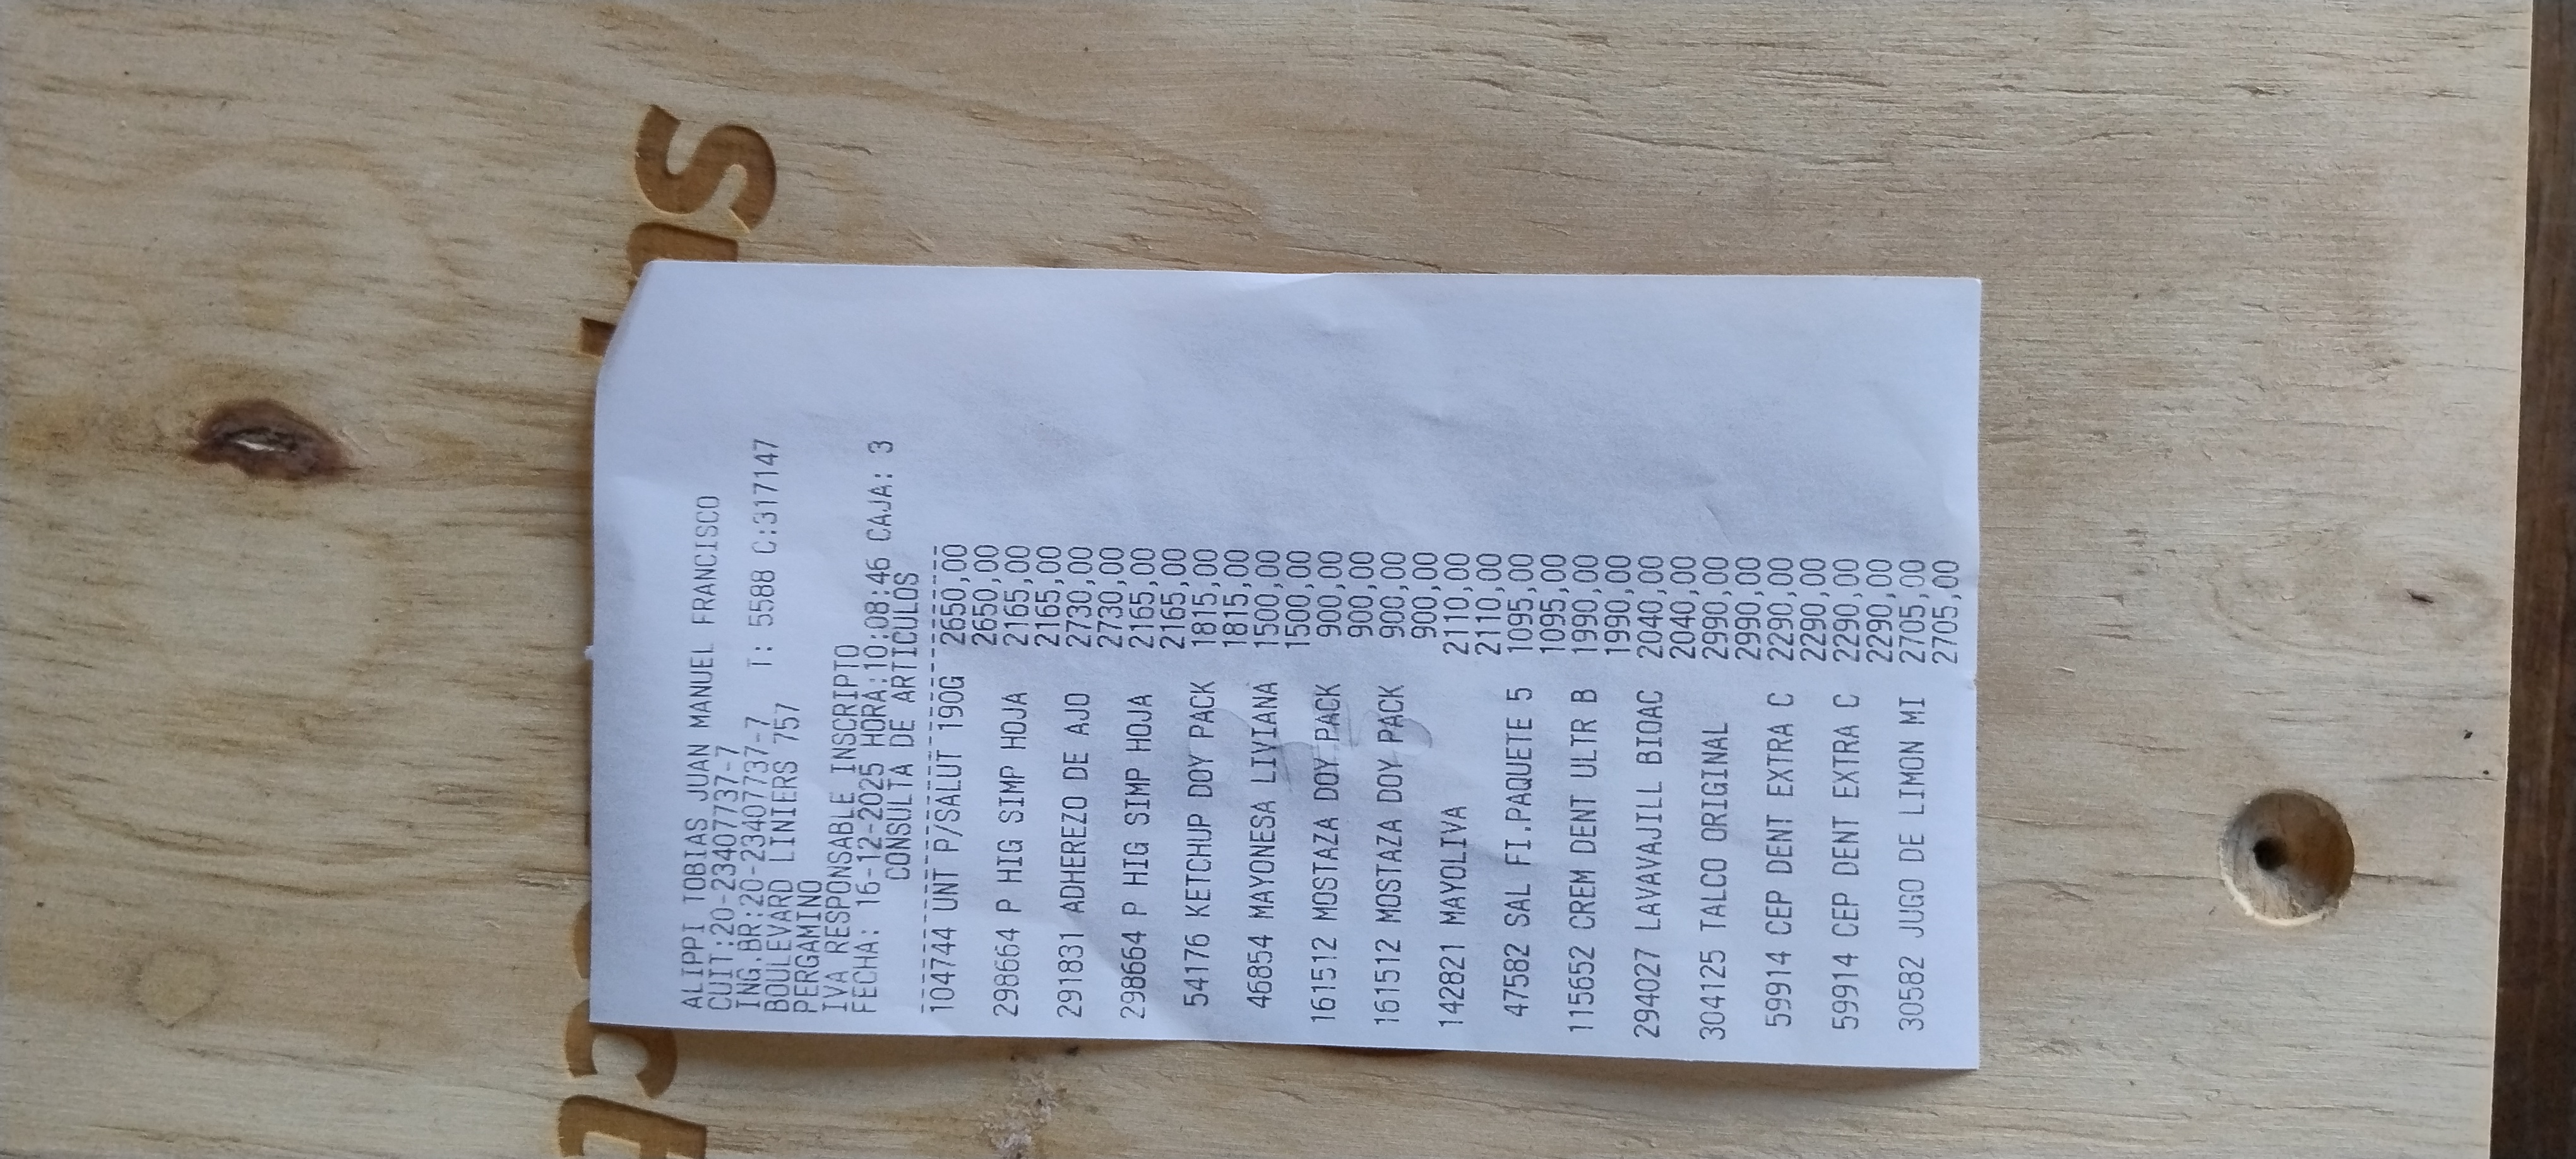 ALIPPI TOBIAS JUAN MANUEL FRANCISCO
CUIT:20-23407737-7
ING.BR:20-23407737-7 T: 5588 C:317147
BOULEVARD LINIERS 757
PERGAMINO
IVA RESPONSABLE INSCRIPTO
FECHA: 16-12-2025 HORA:10:08:46 CAJA: 3
CONSULTA DE ARTICULOS
104744 UNT P/SALUT 190G 2650,00
2650,00
298664 P HIG SIMP HOJA 2165,00
2165,00
291831 ADHEREZO DE AJO 2730,00
2730,00
298664 P HIG SIMP HOJA 2165,00
2165,00
54176 KETCHUP DOY PACK 1815,00
1815,00
46854 MAYONESA LIVIANA 1500,00
1500,00
161512 MOSTAZA DOY PACK 900,00
900,00
161512 MOSTAZA DOY PACK 900,00
900,00
142821 MAYOLIVA 2110,00
2110,00
47582 SAL FI.PAQUETE 5 1095,00
1095,00
115652 CREM DENT ULTR B 1990,00
1990,00
294027 LAVAVAJILL BIOAC 2040,00
2040,00
304125 TALCO ORIGINAL 2990,00
2990,00
59914 CEP DENT EXTRA C 2290,00
2290,00
59914 CEP DENT EXTRA C 2290,00
2290,00
30582 JUGO DE LIMON MI 2705,00
2705,00